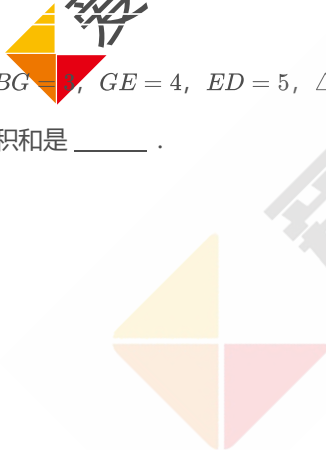 BG = 3, GE = 4, ED = 5, △
积和是 ______ .